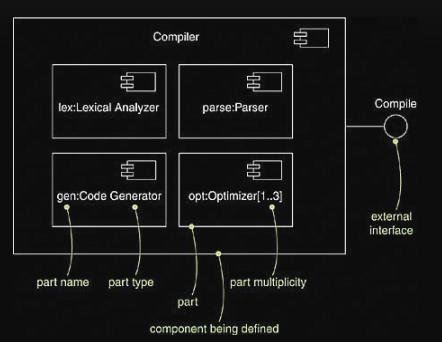 Compiler
lex:Lexical Analyzer
parse:Parser
Compile
gen:Code Generator
opt:Optimizer[1..3]
external
interface
part name
part type
part
part multiplicity
component being defined